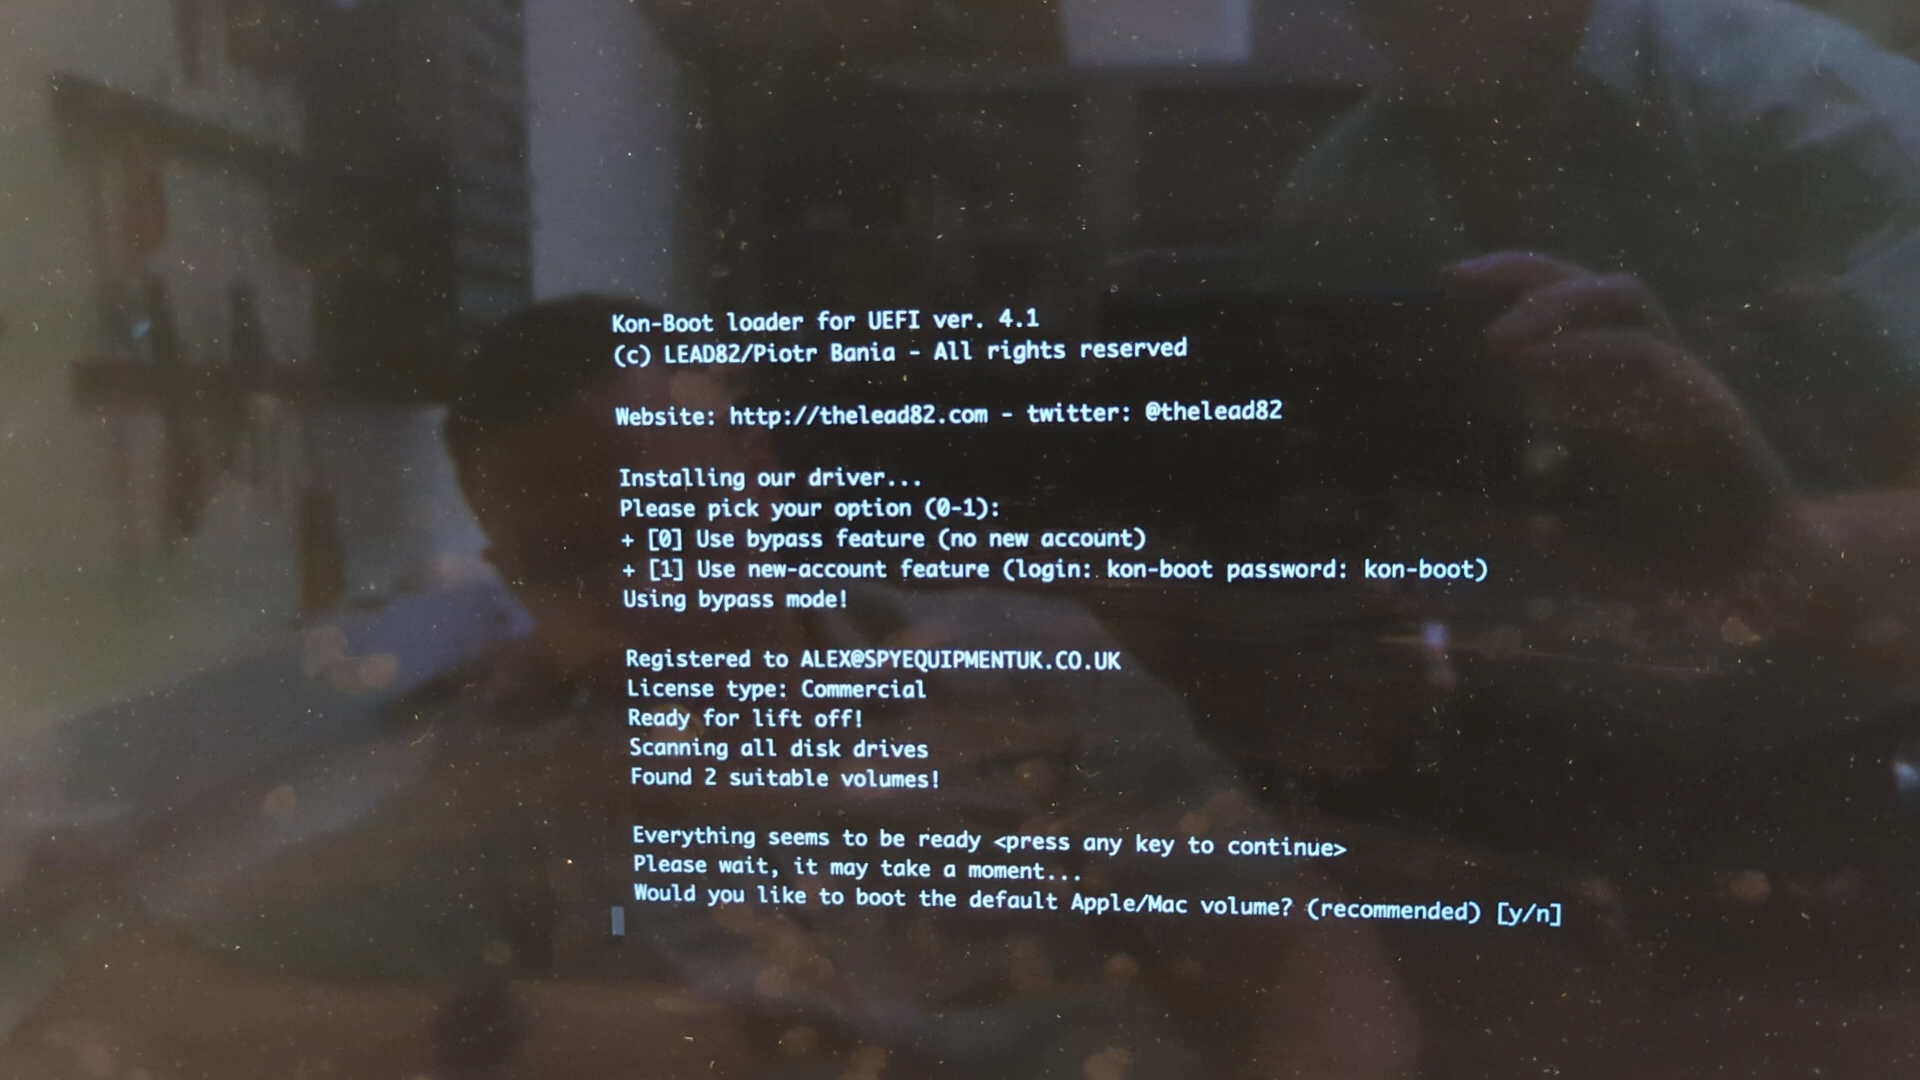 Kon-Boot loader for UEFI ver. 4.1
(c) LEAD82/Piotr Bania - All rights reserved
Website: http://thelead82.com - twitter: @thelead82
Installing our driver...
Please pick your option (0-1):
+ [0] Use bypass feature (no new account)
+ [1] Use new-account feature (login: kon-boot password: kon-boot)
Using bypass mode!
Registered to ALEX@SPYEQUIPMENTUK.CO.UK
License type: Commercial
Ready for lift off!
Scanning all disk drives
Found 2 suitable volumes!
Everything seems to be ready <press any key to continue>
Please wait, it may take a moment...
Would you like to boot the default Apple/Mac volume? (recommended) [y/n]